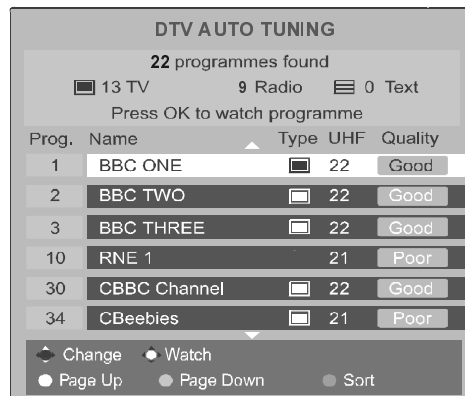 DTV AUTO TUNING
22 programmes found
13 TV 9 Radio 0 Text
Press OK to watch programme
Prog. Name Type UHF Quality
1 BBC ONE 22 Good
2 BBC TWO 22 Good
3 BBC THREE 22 Good
10 RNE 1 21 Poor
30 CBBC Channel 22 Good
34 CBeebies 21 Poor
Change Watch
Page Up Page Down Sort